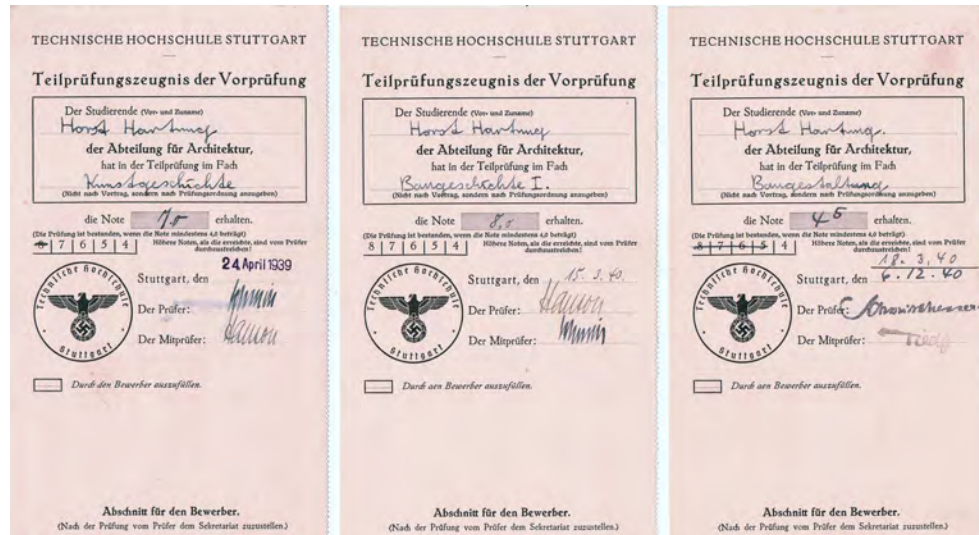 TECHNISCHE HOCHSCHULE STUTTGART
Teilprüfungszeugnis der Vorprüfung
Der Studierende (Vor- und Zuname)
Horst Hartung
der Abteilung für Architektur,
hat in der Teilprüfung im Fach
Kunstgeschichte
(Nicht nach Vortrag, sondern nach Prüfungsordnung anzugeben)
die Note 7,0 erhalten.
(Die Prüfung ist bestanden, wenn die Note mindestens 4,0 beträgt)
8 7 6 5 4 Höhere Noten, als die erreichte, sind vom Prüfer
durchzustreichen!
24. April 1939
Stuttgart, den
Der Prüfer:
Der Mitprüfer:
Technische Hochschule
Stuttgart
Durch den Bewerber auszufüllen.
Abschnitt für den Bewerber.
(Nach der Prüfung vom Prüfer dem Sekretariat zuzustellen.)
TECHNISCHE HOCHSCHULE STUTTGART
Teilprüfungszeugnis der Vorprüfung
Der Studierende (Vor- und Zuname)
Horst Hartung
der Abteilung für Architektur,
hat in der Teilprüfung im Fach
Baugeschichte I.
(Nicht nach Vortrag, sondern nach Prüfungsordnung anzugeben)
die Note 8,0 erhalten.
(Die Prüfung ist bestanden, wenn die Note mindestens 4,0 beträgt)
8 7 6 5 4 Höhere Noten, als die erreichte, sind vom Prüfer
durchzustreichen!
Stuttgart, den 15. 3. 40.
Der Prüfer:
Der Mitprüfer:
Technische Hochschule
Stuttgart
Durch den Bewerber auszufüllen.
Abschnitt für den Bewerber.
(Nach der Prüfung vom Prüfer dem Sekretariat zuzustellen.)
TECHNISCHE HOCHSCHULE STUTTGART
Teilprüfungszeugnis der Vorprüfung
Der Studierende (Vor- und Zuname)
Horst Hartung.
der Abteilung für Architektur,
hat in der Teilprüfung im Fach
Baugestaltung
(Nicht nach Vortrag, sondern nach Prüfungsordnung anzugeben)
die Note 45 erhalten.
(Die Prüfung ist bestanden, wenn die Note mindestens 4,0 beträgt)
8 7 6 5 4 Höhere Noten, als die erreichte, sind vom Prüfer
durchzustreichen!
18. 3. 40
Stuttgart, den 6. 12. 40
Der Prüfer:
Der Mitprüfer:
Technische Hochschule
Stuttgart
Durch den Bewerber auszufüllen.
Abschnitt für den Bewerber.
(Nach der Prüfung vom Prüfer dem Sekretariat zuzustellen.)